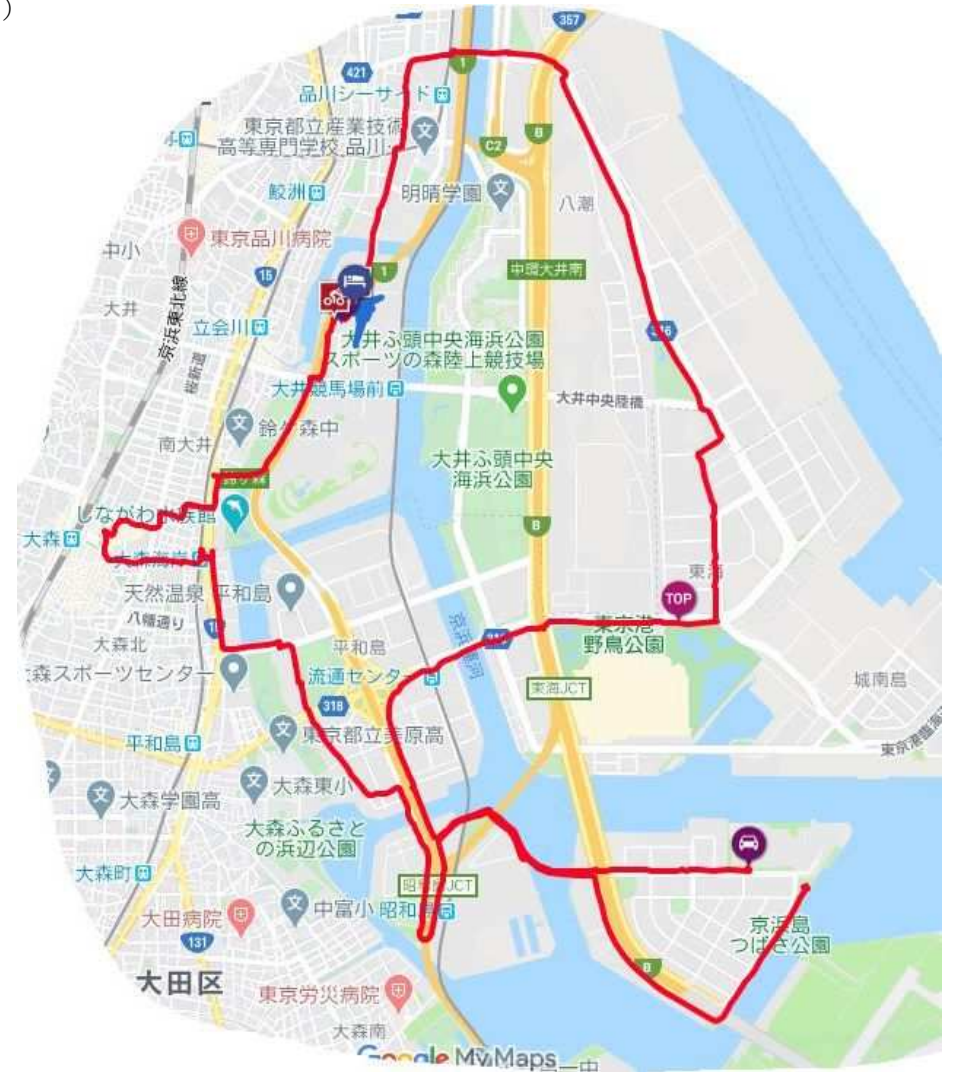 )
357
1
421
品川シーサイド
東京都立産業技術
高等専門学校 品川
C2
B
鮫洲
明晴学園
八潮
東京品川病院
中小
15
1
中環大井南
大井
京浜東北線
立会川
桜新道
大井ふ頭中央海浜公園
スポーツの森陸上競技場
大井競馬場前
大井中央陸橋
鈴ヶ森中
南大井
大井ふ頭中央
海浜公園
しながわ水族館
B
大森
大森海岸
東海
天然温泉 平和島
TOP
八幡通り
大森北
平和島
京浜運河
東京港
野鳥公園
森スポーツセンター
流通センター
城南島
東海JCT
318
東京都立美原高
平和島
東京港臨海
大森学園高
大森東小
大森ふるさと
の浜辺公園
大森町
昭和島JCT
大田病院
中富小
昭和島
131
京浜島
つばさ公園
B
大田区
東京労災病院
大森南
Google My Maps
一中